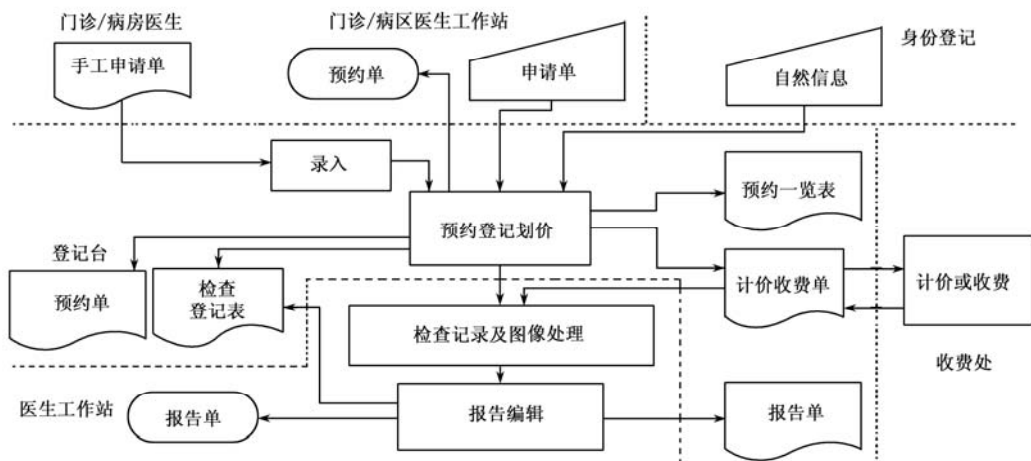 门诊/病房医生
门诊/病区医生工作站
身份登记
手工申请单
预约单
申请单
自然信息
录入
预约一览表
预约登记划价
登记台
预约单
检查
登记表
计价收费单
计价或收费
检查记录及图像处理
收费处
医生工作站
报告单
报告编辑
报告单